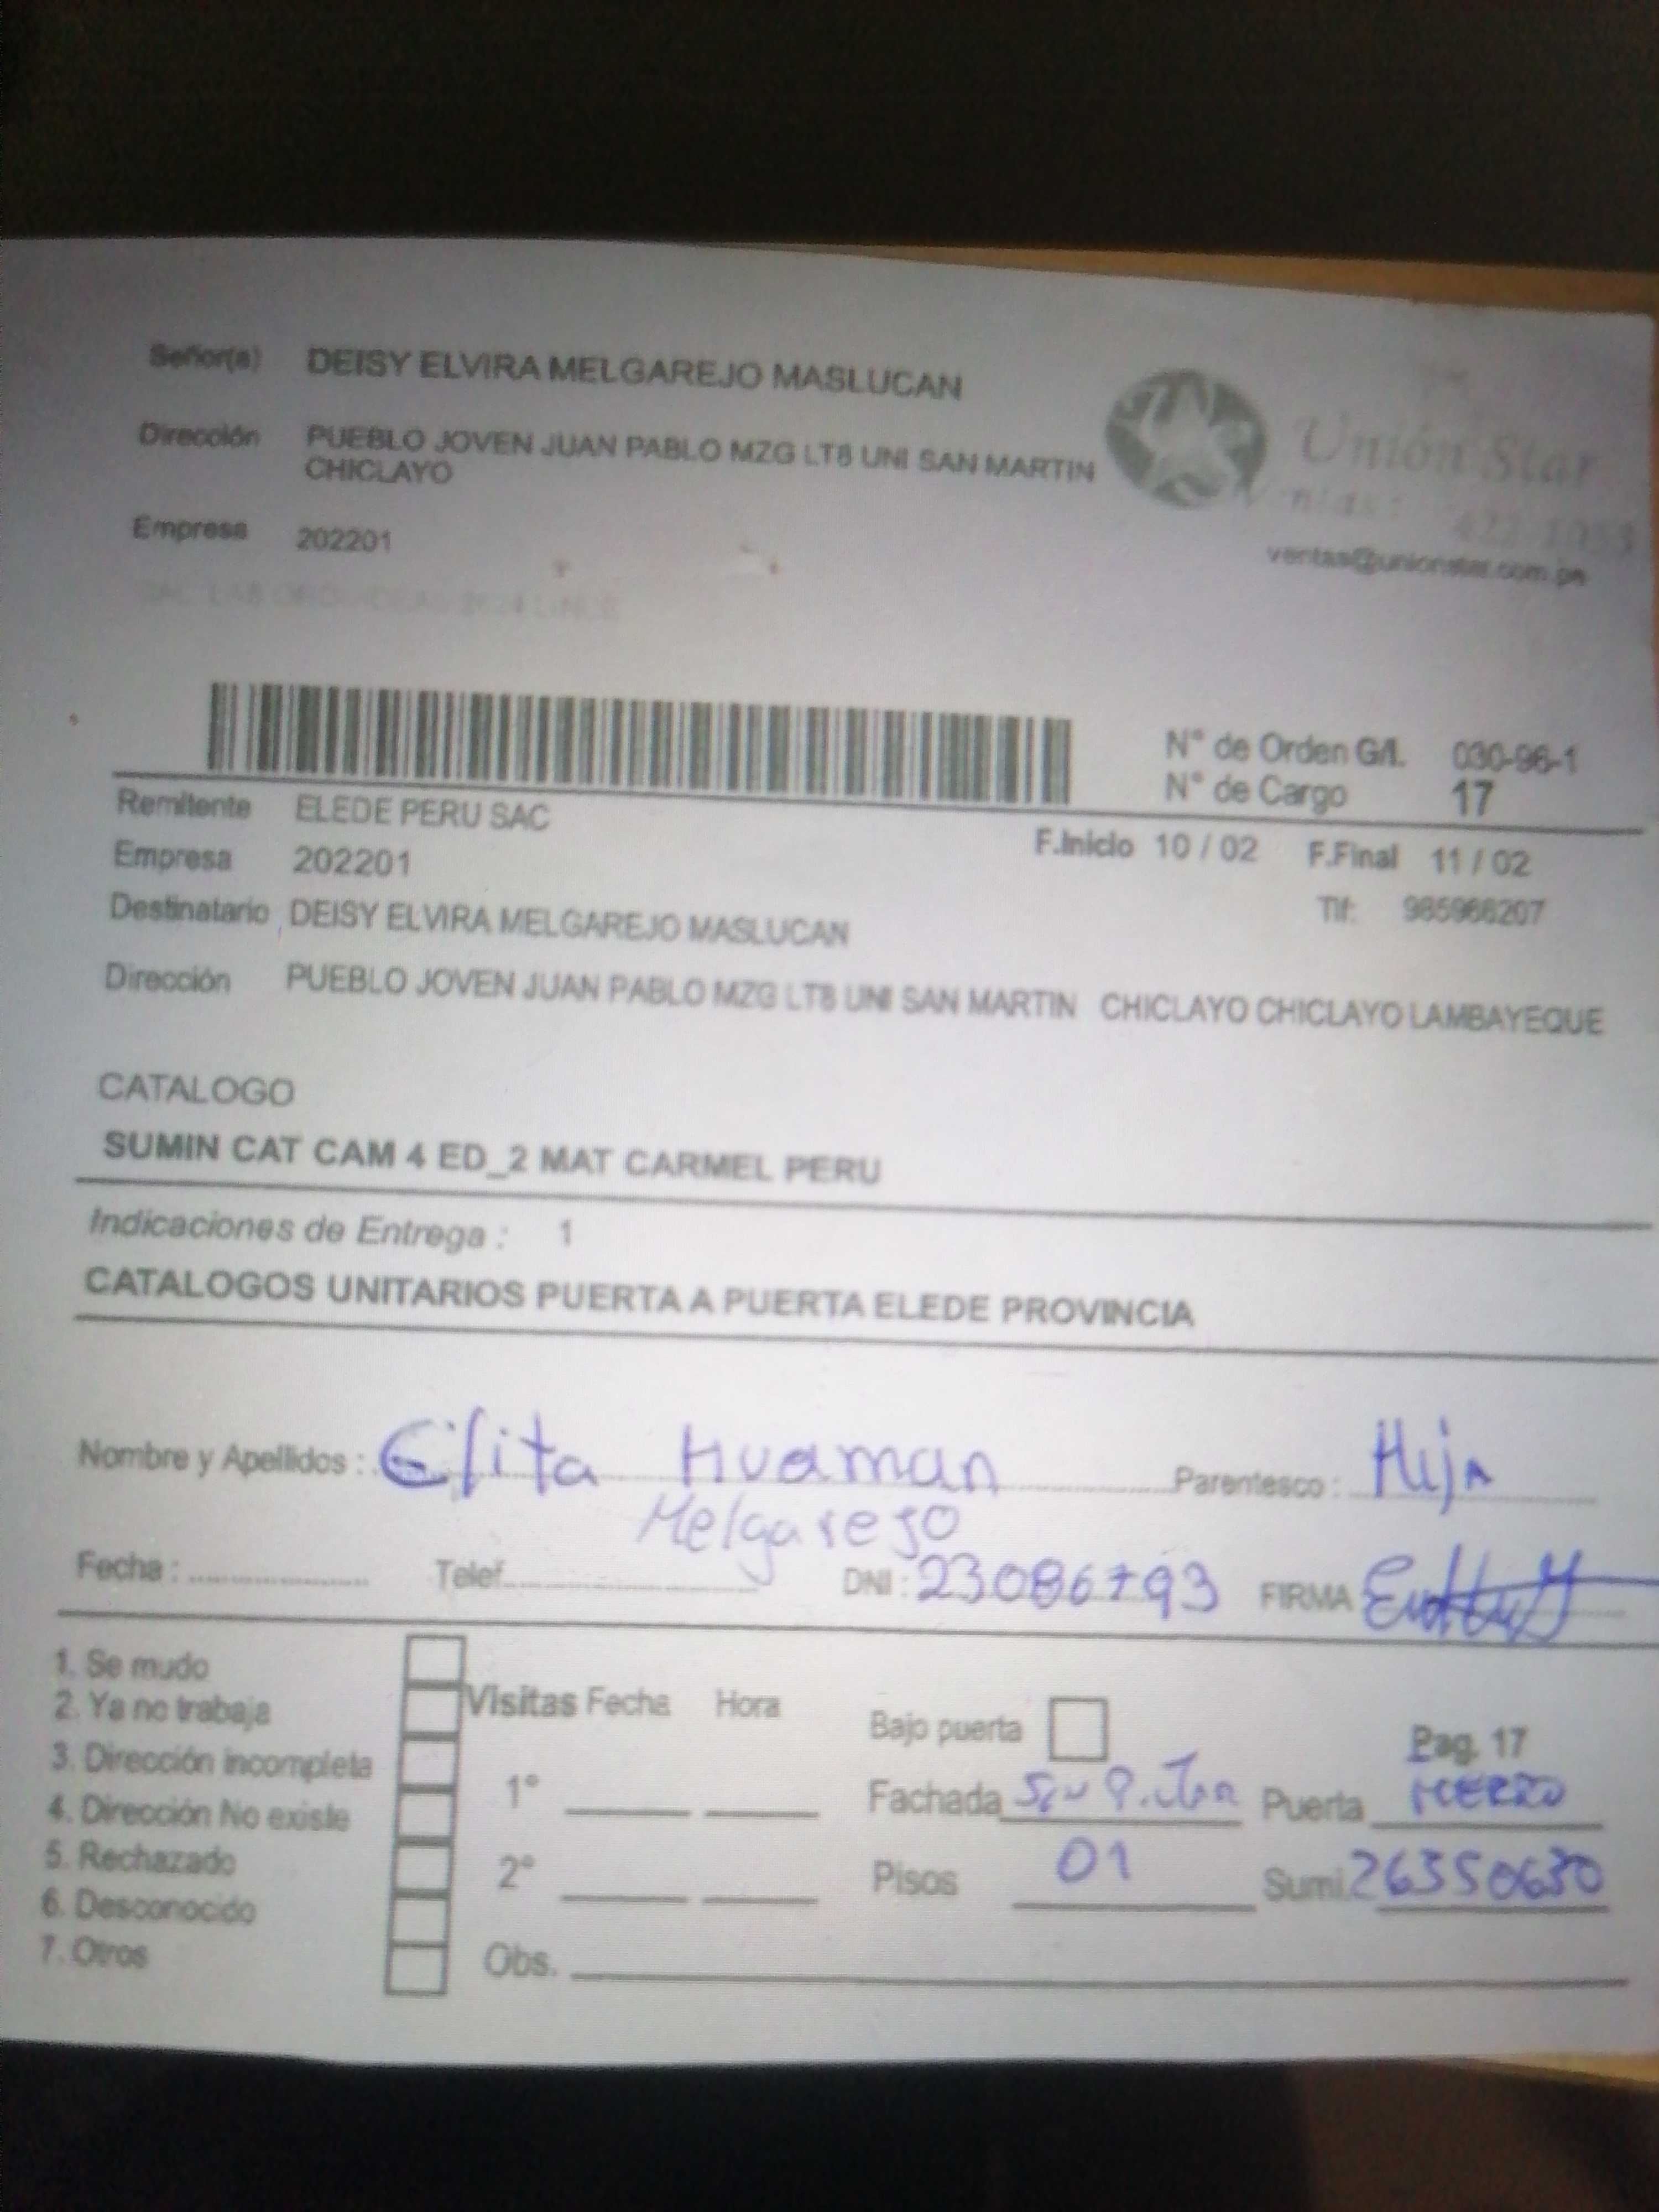 Señor(a) DEISY ELVIRA MELGAREJO MASLUCAN
Dirección PUEBLO JOVEN JUAN PABLO MZG LT8 UNI SAN MARTIN
CHICLAYO
Unión Star
Empresa 202201
ventas@unionstar.com.pe
N° de Orden G/I. 030-96-1
N° de Cargo 17
Remitente ELEDE PERU SAC
F.Inicio 10 / 02 F.Final 11 / 02
Empresa 202201
Tlf: 985966207
Destinatario DEISY ELVIRA MELGAREJO MASLUCAN
Dirección PUEBLO JOVEN JUAN PABLO MZG LT8 UNI SAN MARTIN CHICLAYO CHICLAYO LAMBAYEQUE
CATALOGO
SUMIN CAT CAM 4 ED_2 MAT CARMEL PERU
Indicaciones de Entrega : 1
CATALOGOS UNITARIOS PUERTA A PUERTA ELEDE PROVINCIA
Nombre y Apellidos : Elita Huaman Parentesco : Hija
Melgarejo
Fecha : Telef. DNI : 23086793 FIRMA
1. Se mudo
2. Ya no trabaja
3. Dirección incompleta
4. Dirección No existe
5. Rechazado
6. Desconocido
7. Otros
Visitas Fecha Hora
1°
2°
Obs.
Bajo puerta Pag. 17
Fachada Puerta
Pisos 01 Sumi. 26350630